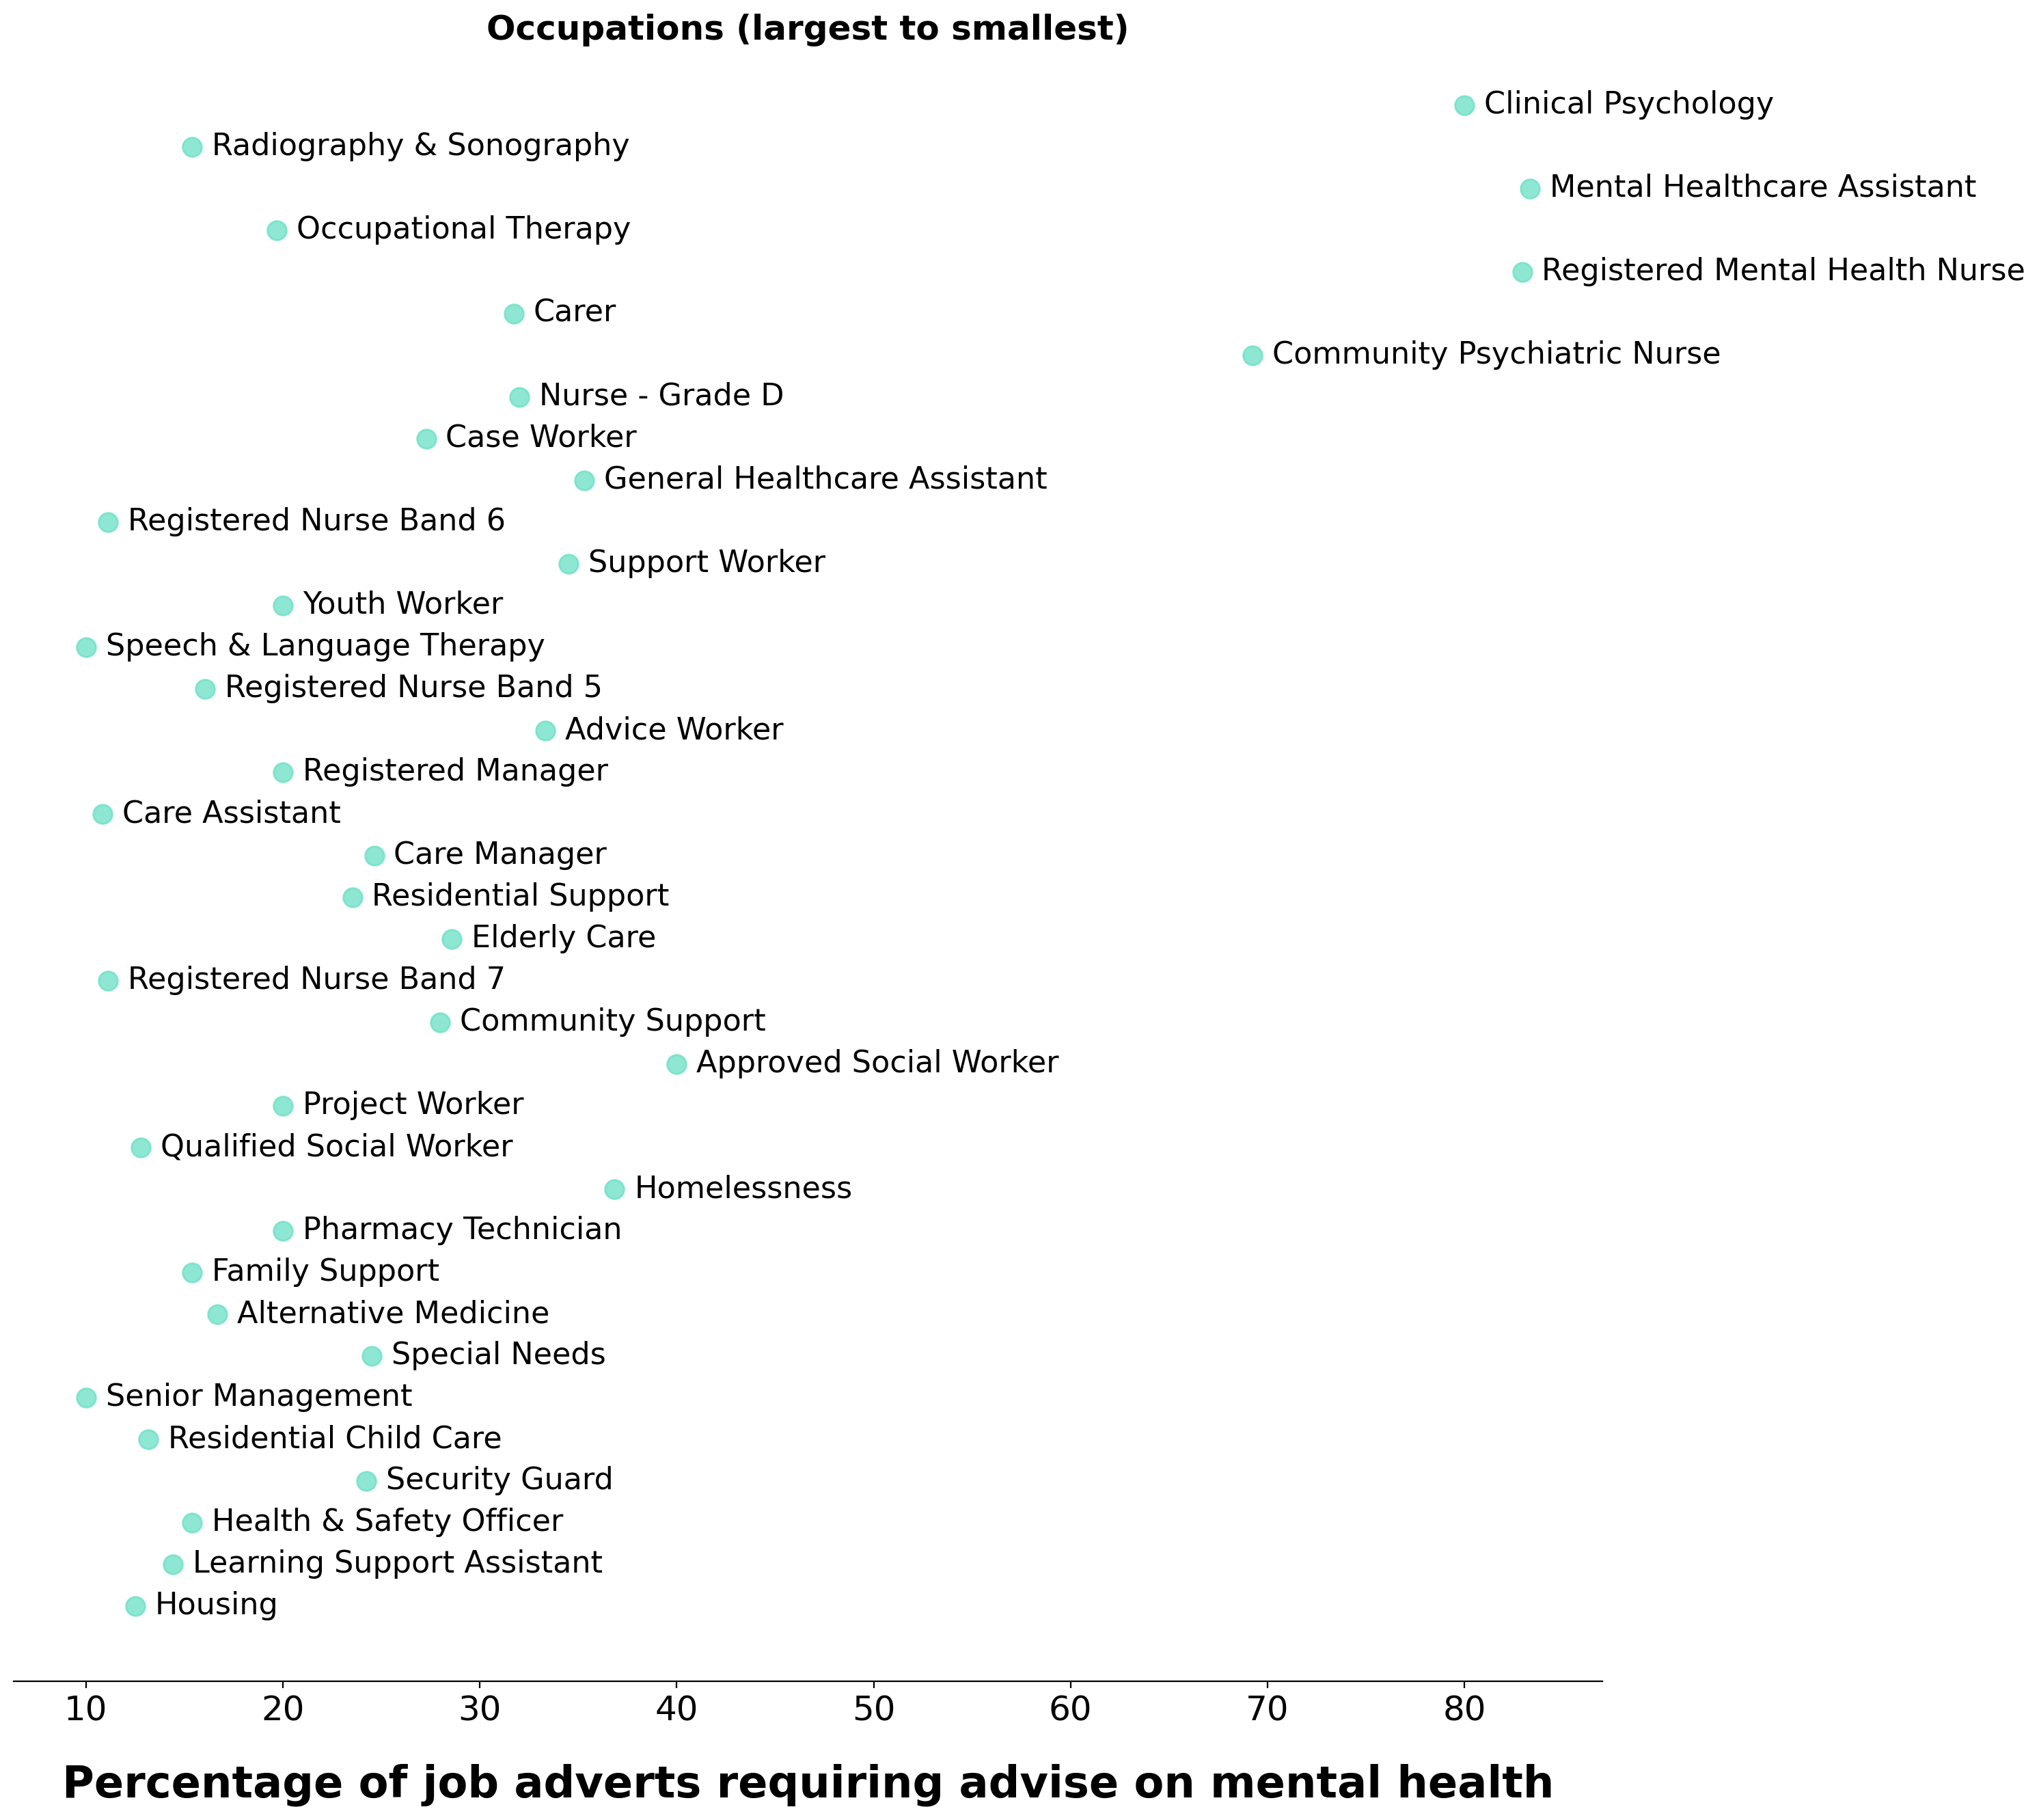 Occupations (largest to smallest)
Clinical Psychology
Radiography & Sonography
Mental Healthcare Assistant
Occupational Therapy
Registered Mental Health Nurse
Carer
Community Psychiatric Nurse
Nurse - Grade D
Case Worker
General Healthcare Assistant
Registered Nurse Band 6
Support Worker
Youth Worker
Speech & Language Therapy
Registered Nurse Band 5
Advice Worker
Registered Manager
Care Assistant
Care Manager
Residential Support
Elderly Care
Registered Nurse Band 7
Community Support
Approved Social Worker
Project Worker
Qualified Social Worker
Homelessness
Pharmacy Technician
Family Support
Alternative Medicine
Special Needs
Senior Management
Residential Child Care
Security Guard
Health & Safety Officer
Learning Support Assistant
Housing
10 20 30 40 50 60 70 80
Percentage of job adverts requiring advise on mental health